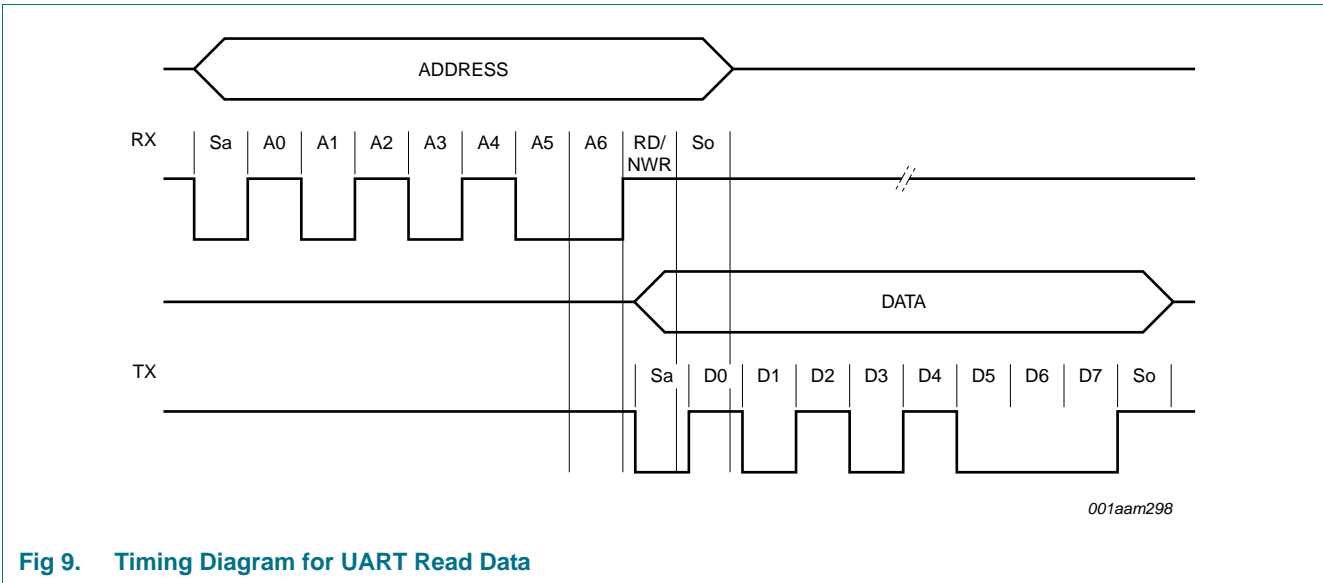 ADDRESS
RX Sa A0 A1 A2 A3 A4 A5 A6 RD/ So
NWR
DATA
TX Sa D0 D1 D2 D3 D4 D5 D6 D7 So
001aam298
Fig 9. Timing Diagram for UART Read Data